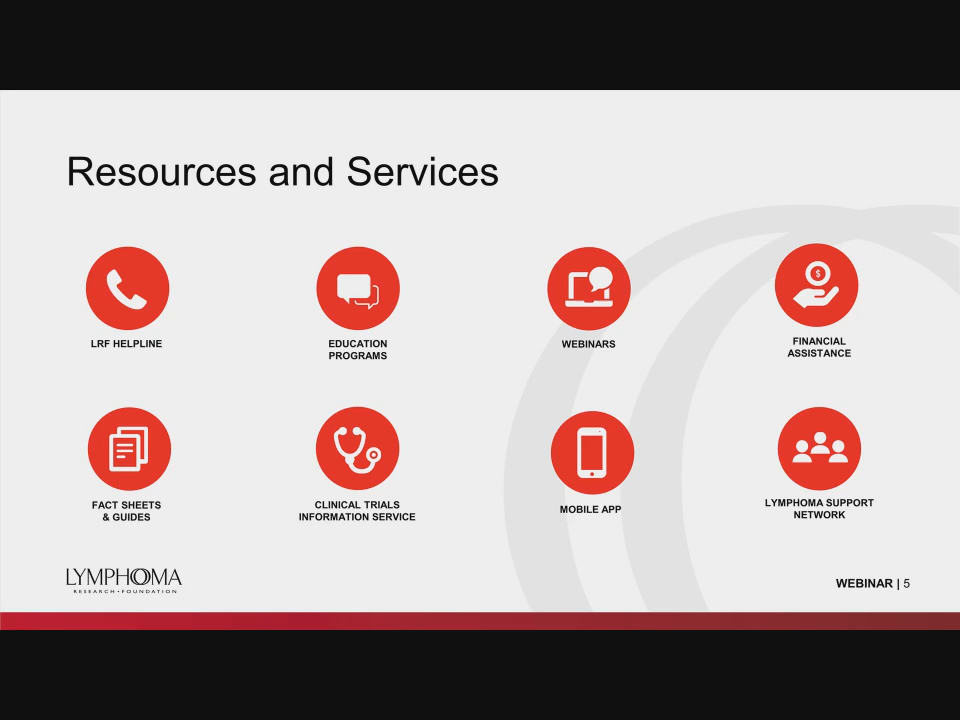 Resources and Services
LRF HELPLINE
EDUCATION
PROGRAMS
WEBINARS
FINANCIAL
ASSISTANCE
$
FACT SHEETS
& GUIDES
CLINICAL TRIALS
INFORMATION SERVICE
MOBILE APP
LYMPHOMA SUPPORT
NETWORK
LYMPHOMA
RESEARCH • FOUNDATION
WEBINAR | 5